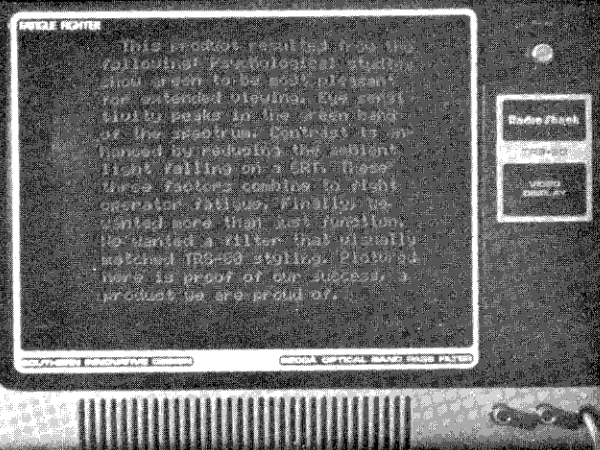 FATIGUE FIGHTER
This product resulted from the
following: Psychological studies
show green to be most pleasant
for extended viewing. Eye sensi-
tivity peaks in the green band
of the spectrum. Contrast is en-
hanced by reducing the ambient
light falling on a CRT. These
three factors combine to fight
operator fatigue. Finally, we
wanted more than just function.
We wanted a filter that visually
matched TRS-80 styling. Pictured
here is proof of our success, a
product we are proud of.
OPTICAL BAND PASS FILTER
Radio Shack
TRS-80
VIDEO
DISPLAY